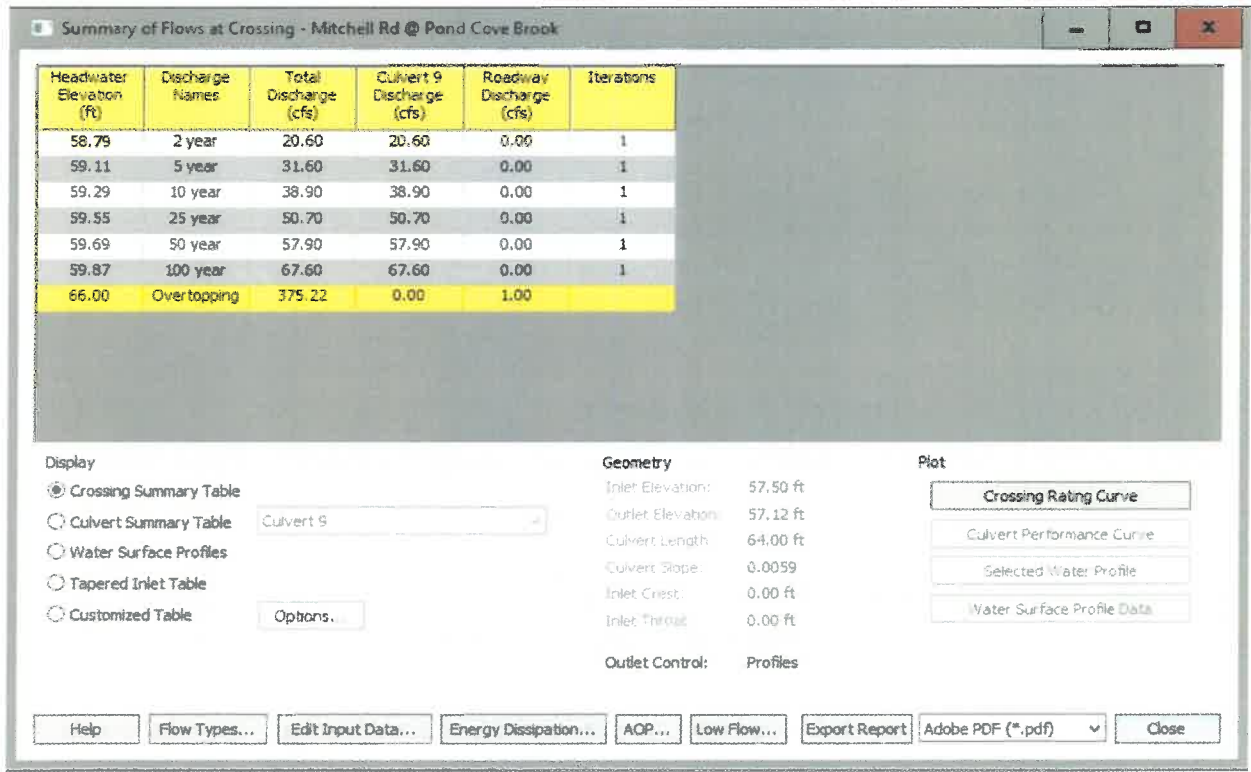 Summary of Flows at Crossing - Mitchell Rd @ Pond Cove Brook
Headwater Elevation (ft) Discharge Names Total Discharge (cfs) Culvert 9 Discharge (cfs) Roadway Discharge (cfs) Iterations
58.79 2 year 20.60 20.60 0.00 1
59.11 5 year 31.60 31.60 0.00 1
59.29 10 year 38.90 38.90 0.00 1
59.55 25 year 50.70 50.70 0.00 1
59.69 50 year 57.90 57.90 0.00 1
59.87 100 year 67.60 67.60 0.00 1
66.00 Overtopping 375.22 0.00 1.00
Display
Crossing Summary Table
Culvert Summary Table Culvert 9
Water Surface Profiles
Tapered Inlet Table
Customized Table Options...
Geometry
Inlet Elevation: 57.50 ft
Outlet Elevation: 57.12 ft
Culvert Length: 64.00 ft
Culvert Slope: 0.0059
Inlet Crest: 0.00 ft
Inlet Throat: 0.00 ft
Outlet Control: Profiles
Plot
Crossing Rating Curve
Culvert Performance Curve
Selected Water Profile
Water Surface Profile Data
Help Flow Types... Edit Input Data... Energy Dissipation... AOP... Low Flow... Export Report Adobe PDF (*.pdf) Close